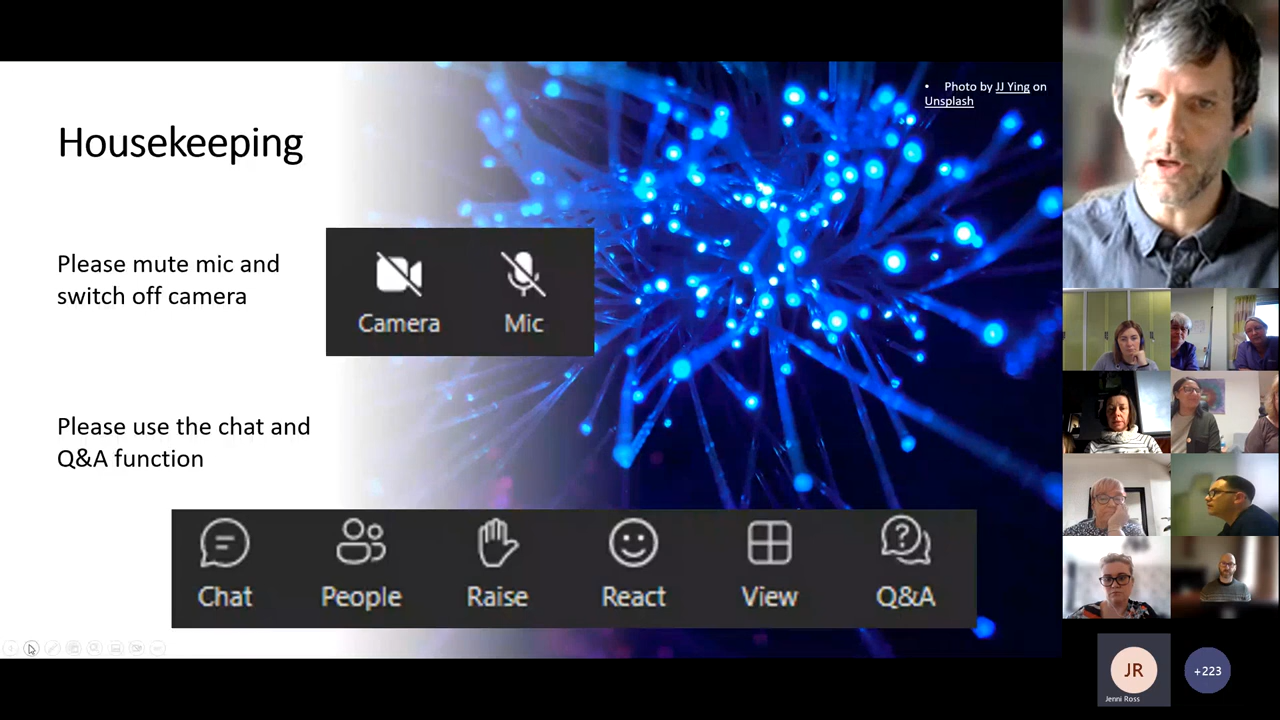 • Photo by JJ Ying on
Unsplash
Housekeeping
Please mute mic and
switch off camera
Camera Mic
Please use the chat and
Q&A function
Chat People Raise React View Q&A
JR
Jenni Ross
+223